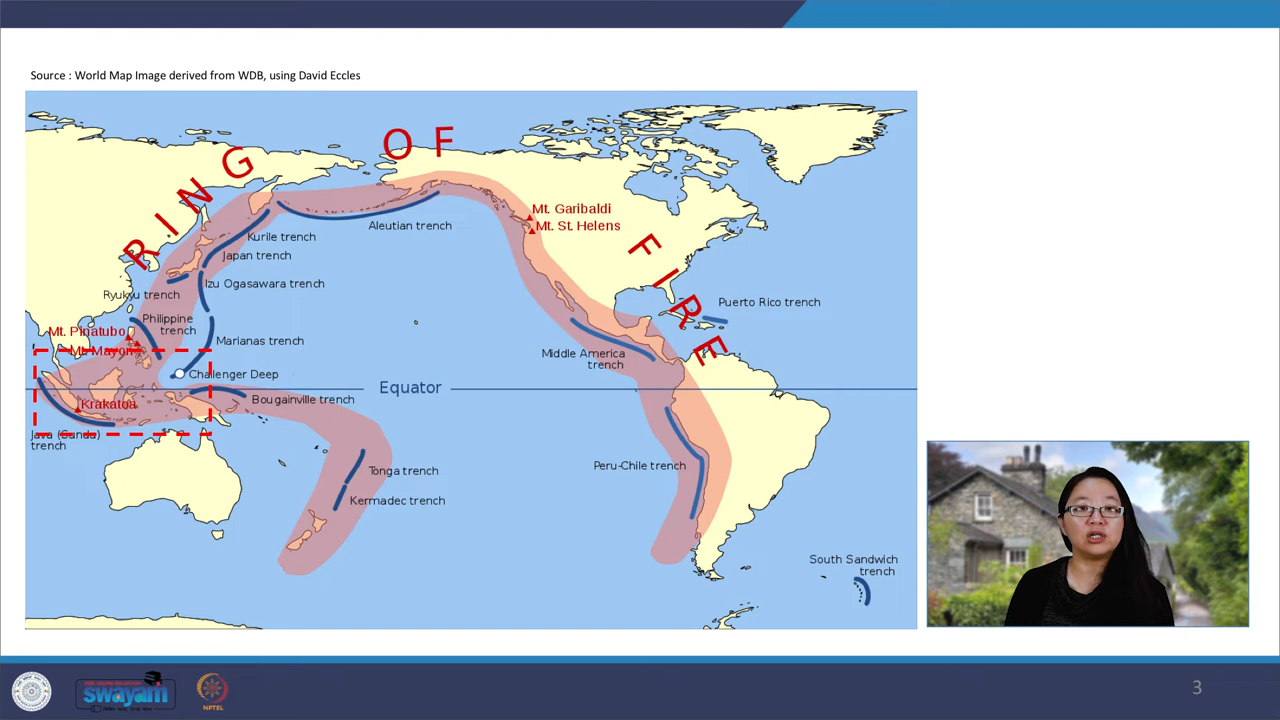 Source : World Map Image derived from WDB, using David Eccles
RING OF FIRE
Mt. Garibaldi
Mt. St. Helens
Aleutian trench
Kurile trench
Japan trench
Izu Ogasawara trench
Ryukyu trench
Puerto Rico trench
Philippine
trench
Mt. Pinatubo
Marianas trench
Mt. Mayon
Middle America
trench
Challenger Deep
Equator
Bougainville trench
Krakatoa
Java (Sunda)
trench
Peru-Chile trench
Tonga trench
Kermadec trench
South Sandwich
trench
swayam
NPTEL
3